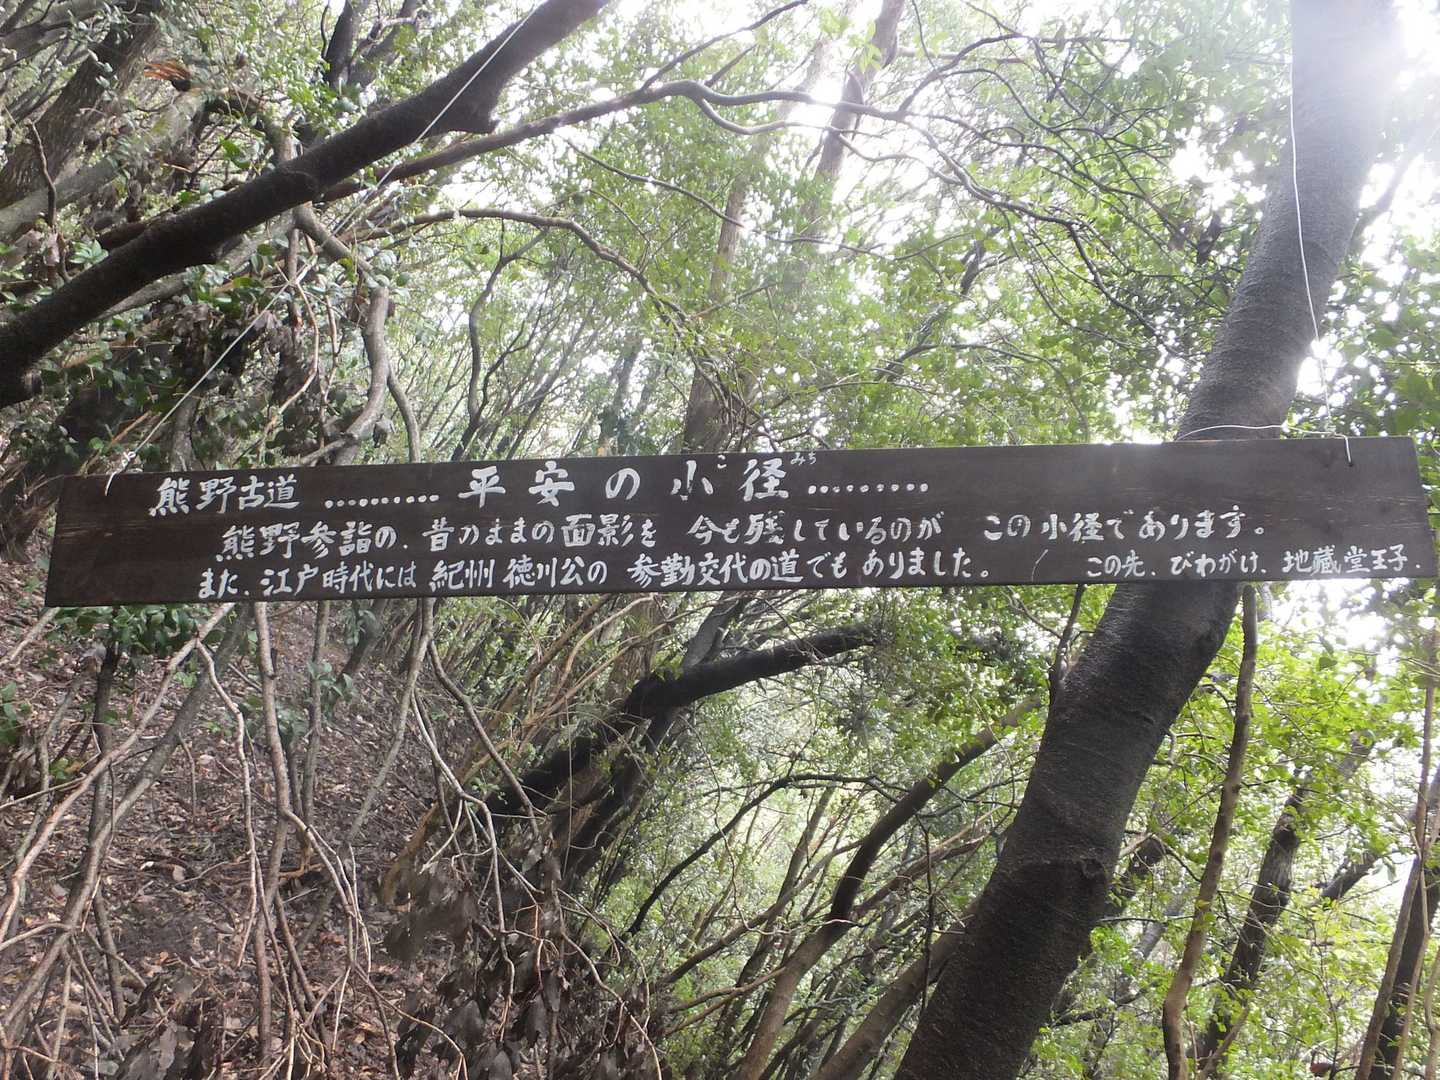 熊野古道..........平安の小径.........
こ みち
熊野参詣の、昔のままの面影を 今も残しているのが この小径であります。
また、江戸時代には 紀州 徳川公の 参勤交代の道でもありました。 この先、びわがけ、地蔵堂王子.